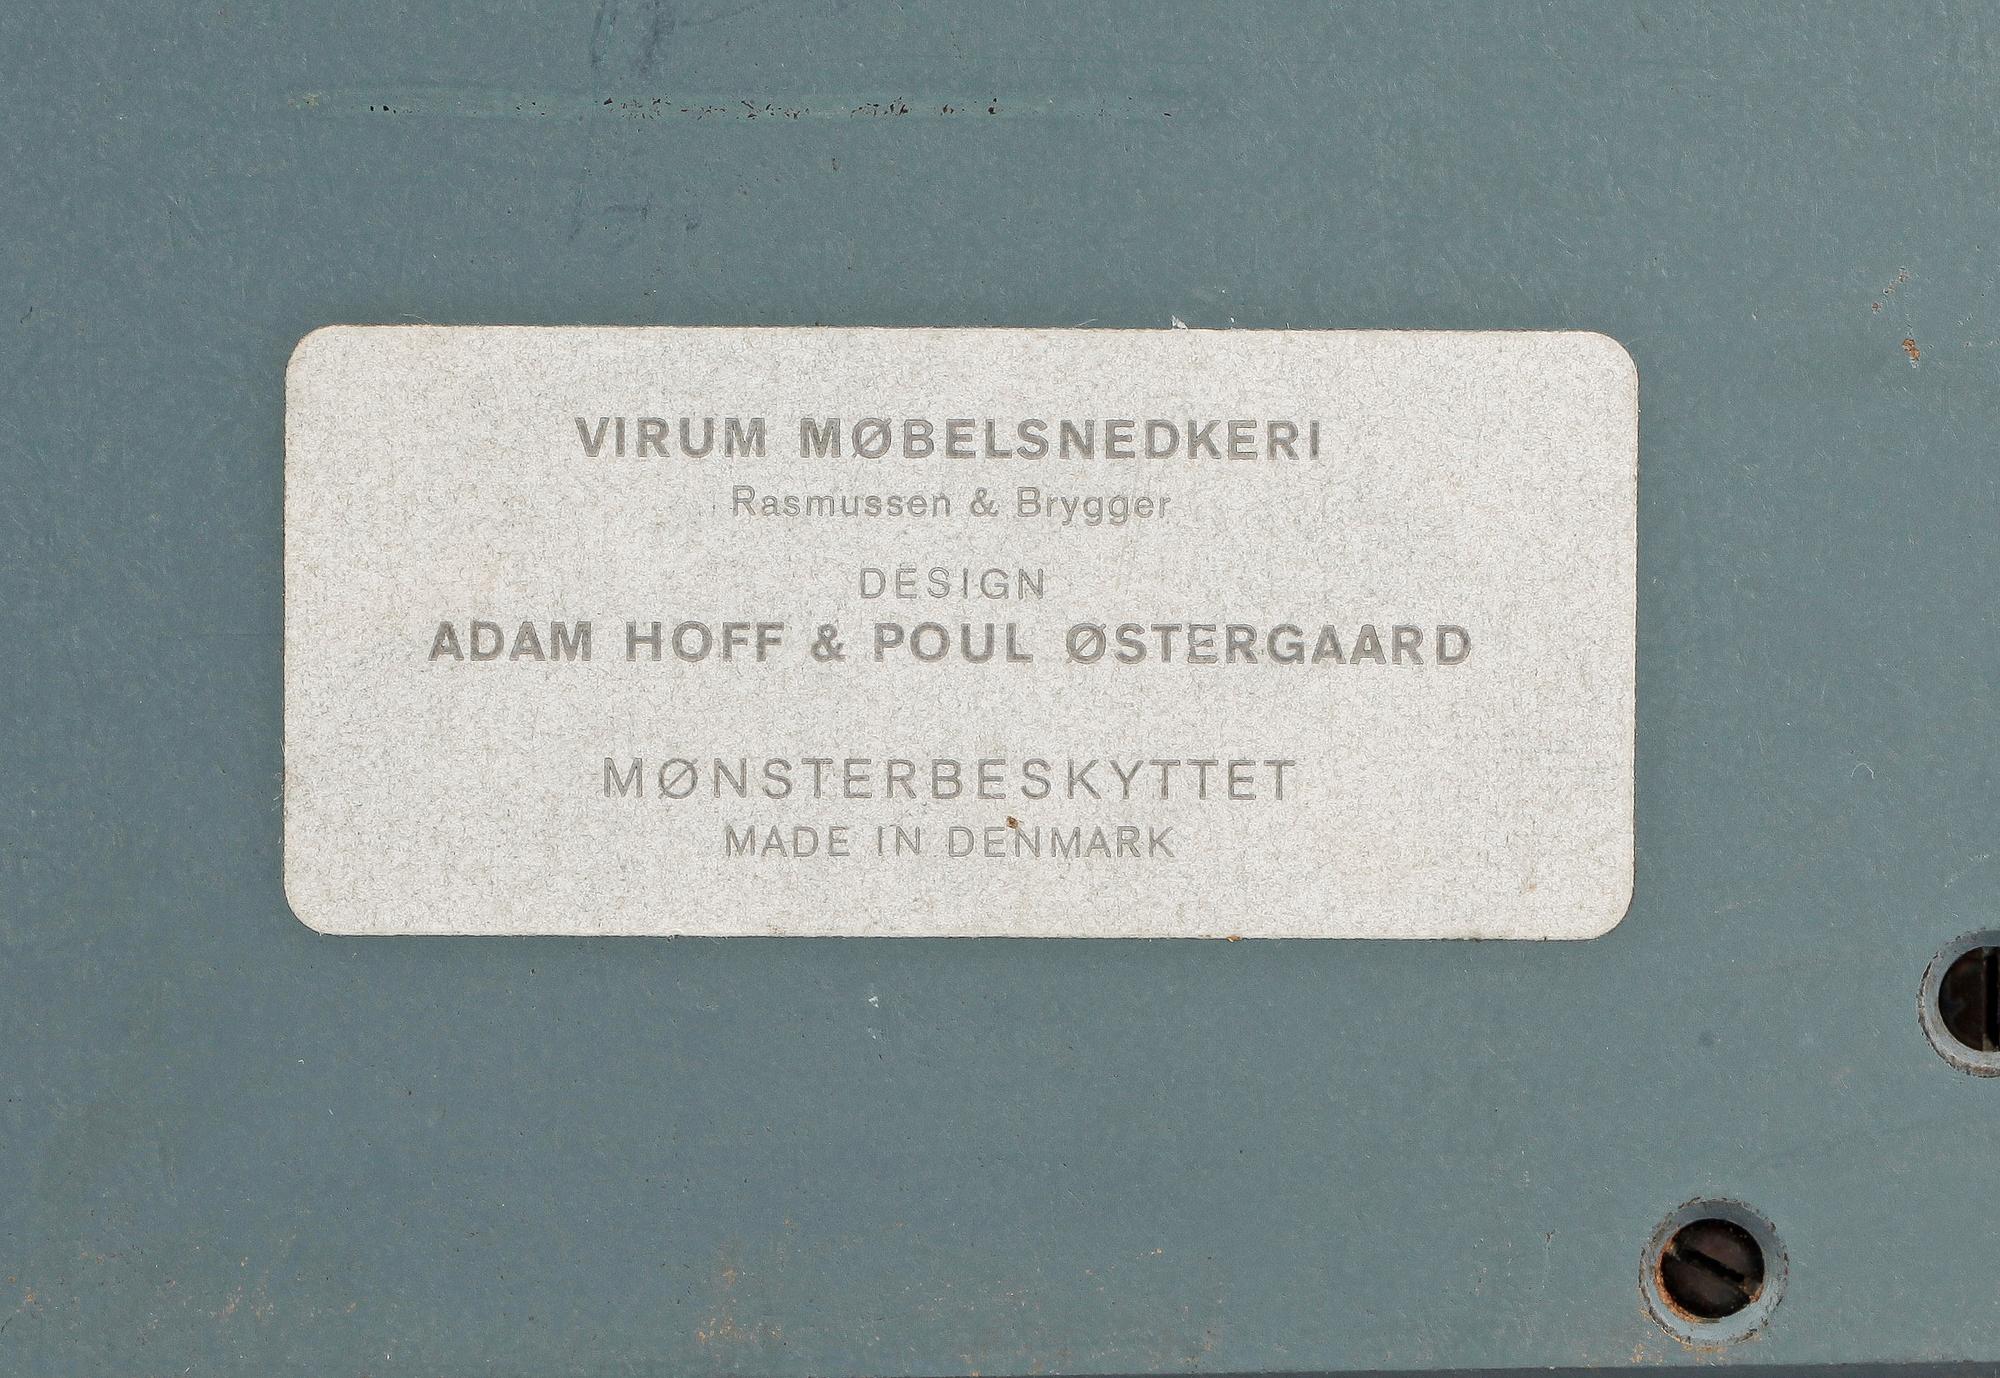 VIRUM MØBELSNEDKERI
Rasmussen & Brygger
DESIGN
ADAM HOFF & POUL ØSTERGAARD
MØNSTERBESKYTTET
MADE IN DENMARK